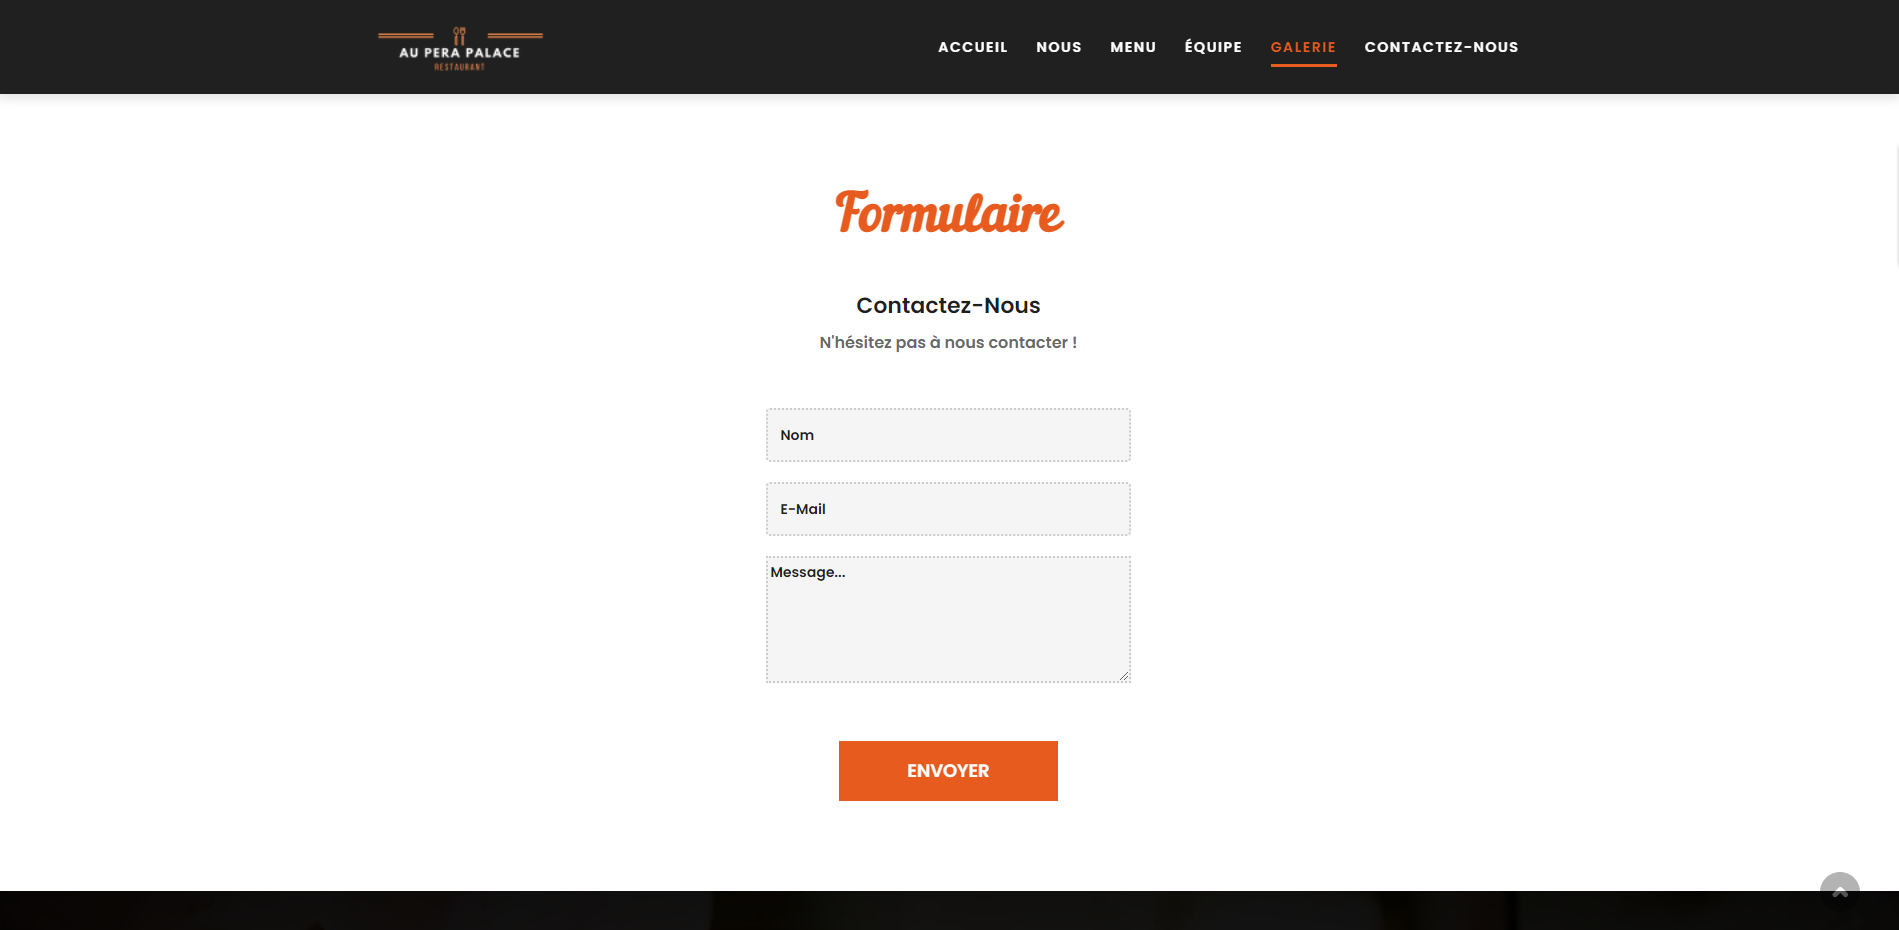 AU PERA PALACE
RESTAURANT
ACCUEIL NOUS MENU ÉQUIPE GALERIE CONTACTEZ-NOUS
Formulaire
Contactez-Nous
N'hésitez pas à nous contacter !
Nom
E-Mail
Message...
ENVOYER